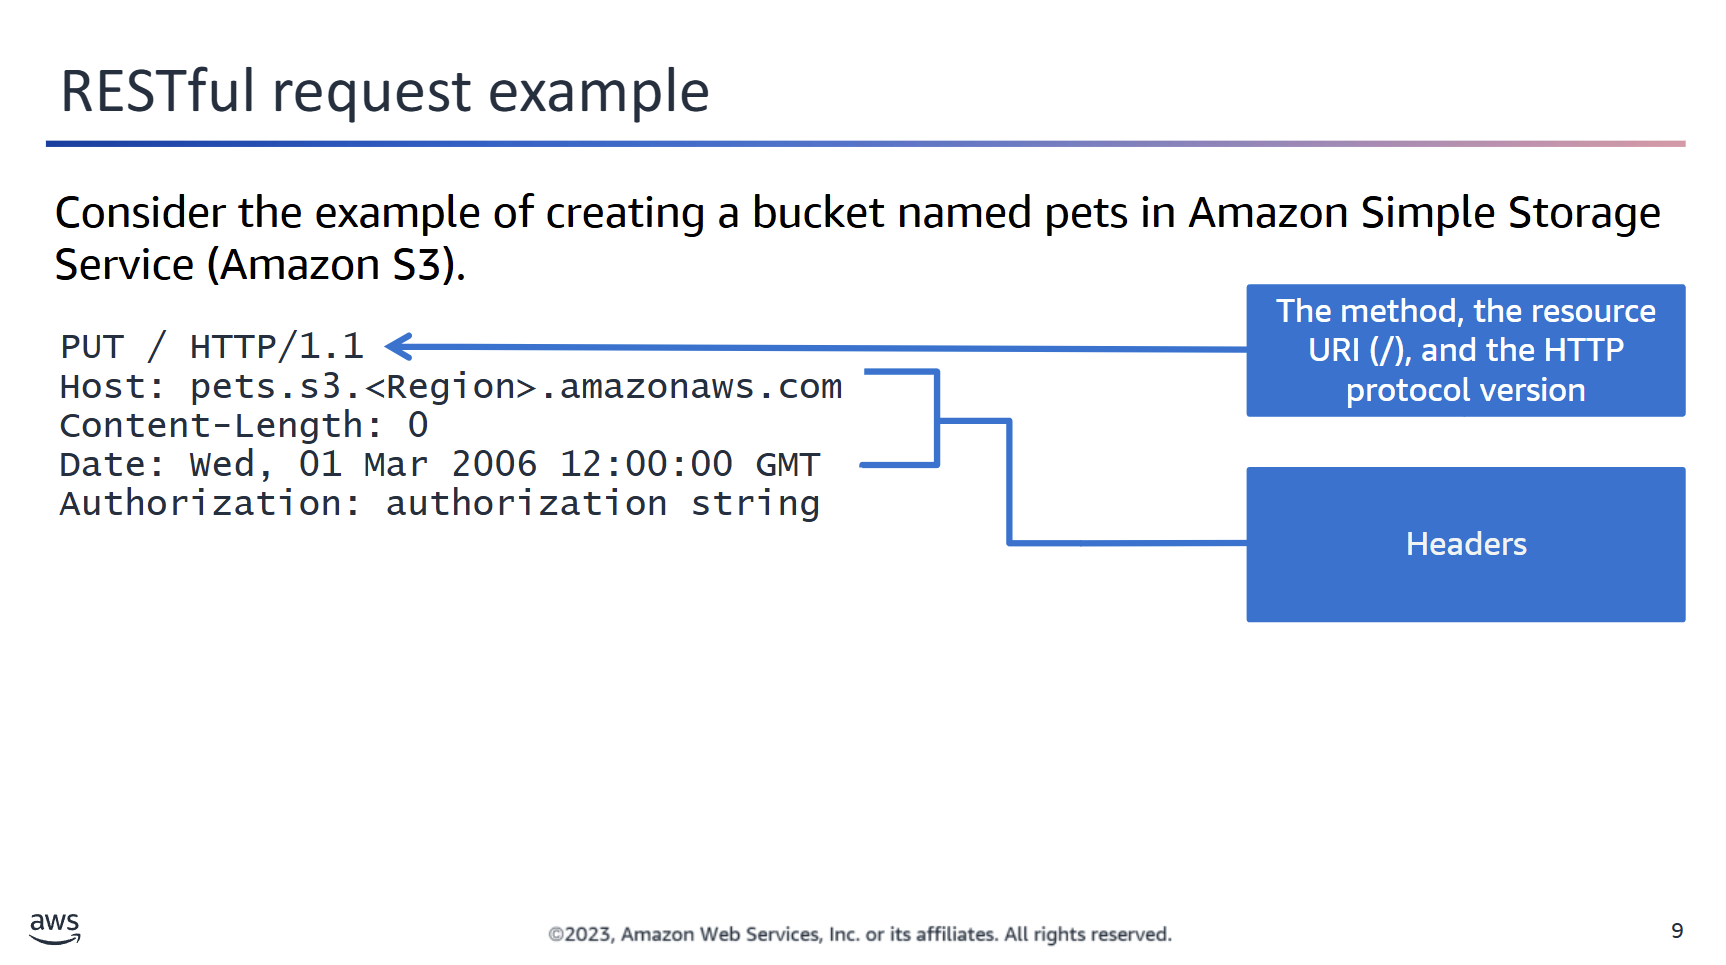 RESTful request example
Consider the example of creating a bucket named pets in Amazon Simple Storage
Service (Amazon S3).
PUT / HTTP/1.1
Host: pets.s3.<Region>.amazonaws.com
Content-Length: 0
Date: Wed, 01 Mar 2006 12:00:00 GMT
Authorization: authorization string
The method, the resource
URI (/), and the HTTP
protocol version
Headers
aws
©2023, Amazon Web Services, Inc. or its affiliates. All rights reserved.
9